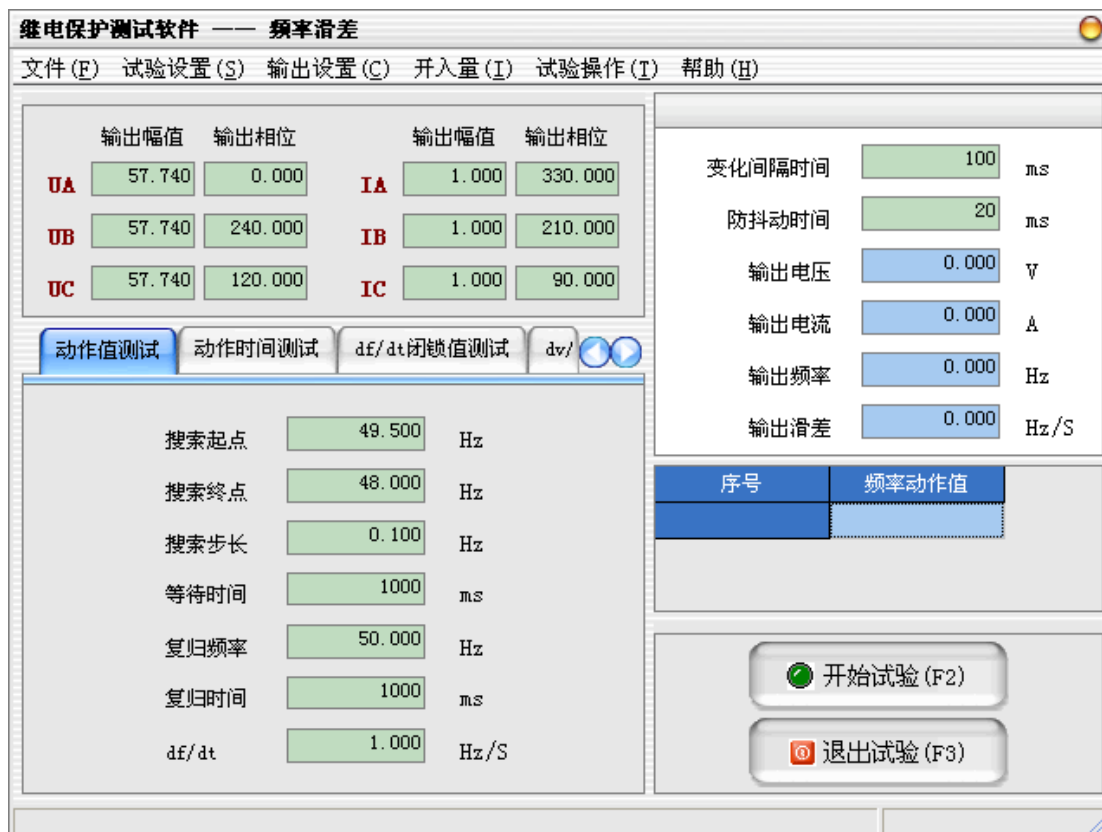 继电保护测试软件 —— 频率滑差
文件(F) 试验设置(S) 输出设置(C) 开入量(I) 试验操作(T) 帮助(H)
输出幅值 输出相位 输出幅值 输出相位
UA 57.740 0.000 IA 1.000 330.000
UB 57.740 240.000 IB 1.000 210.000
UC 57.740 120.000 IC 1.000 90.000
动作值测试 动作时间测试 df/dt闭锁值测试 dv/
搜索起点 49.500 Hz
搜索终点 48.000 Hz
搜索步长 0.100 Hz
等待时间 1000 ms
复归频率 50.000 Hz
复归时间 1000 ms
df/dt 1.000 Hz/S
变化间隔时间 100 ms
防抖动时间 20 ms
输出电压 0.000 V
输出电流 0.000 A
输出频率 0.000 Hz
输出滑差 0.000 Hz/S
序号 频率动作值
开始试验(F2)
退出试验(F3)